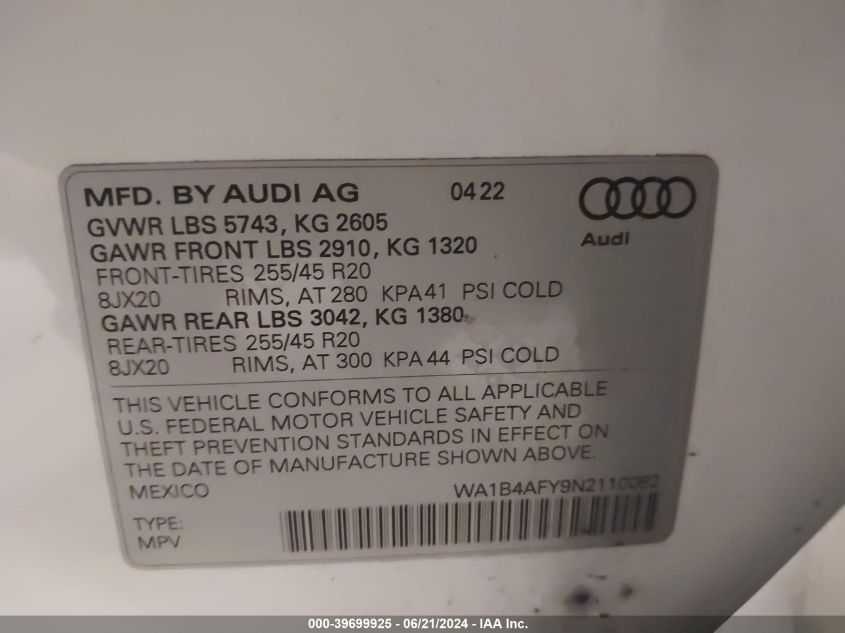 MFD. BY AUDI AG 0422
GVWR LBS 5743, KG 2605
GAWR FRONT LBS 2910, KG 1320
FRONT-TIRES 255/45 R20
8JX20 RIMS, AT 280 KPA 41 PSI COLD
GAWR REAR LBS 3042, KG 1380
REAR-TIRES 255/45 R20
8JX20 RIMS, AT 300 KPA 44 PSI COLD
Audi
THIS VEHICLE CONFORMS TO ALL APPLICABLE
U.S. FEDERAL MOTOR VEHICLE SAFETY AND
THEFT PREVENTION STANDARDS IN EFFECT ON
THE DATE OF MANUFACTURE SHOWN ABOVE.
MEXICO WA1B4AFY9N2110082
TYPE:
MPV
000-39699925 - 06/21/2024 - IAA Inc.